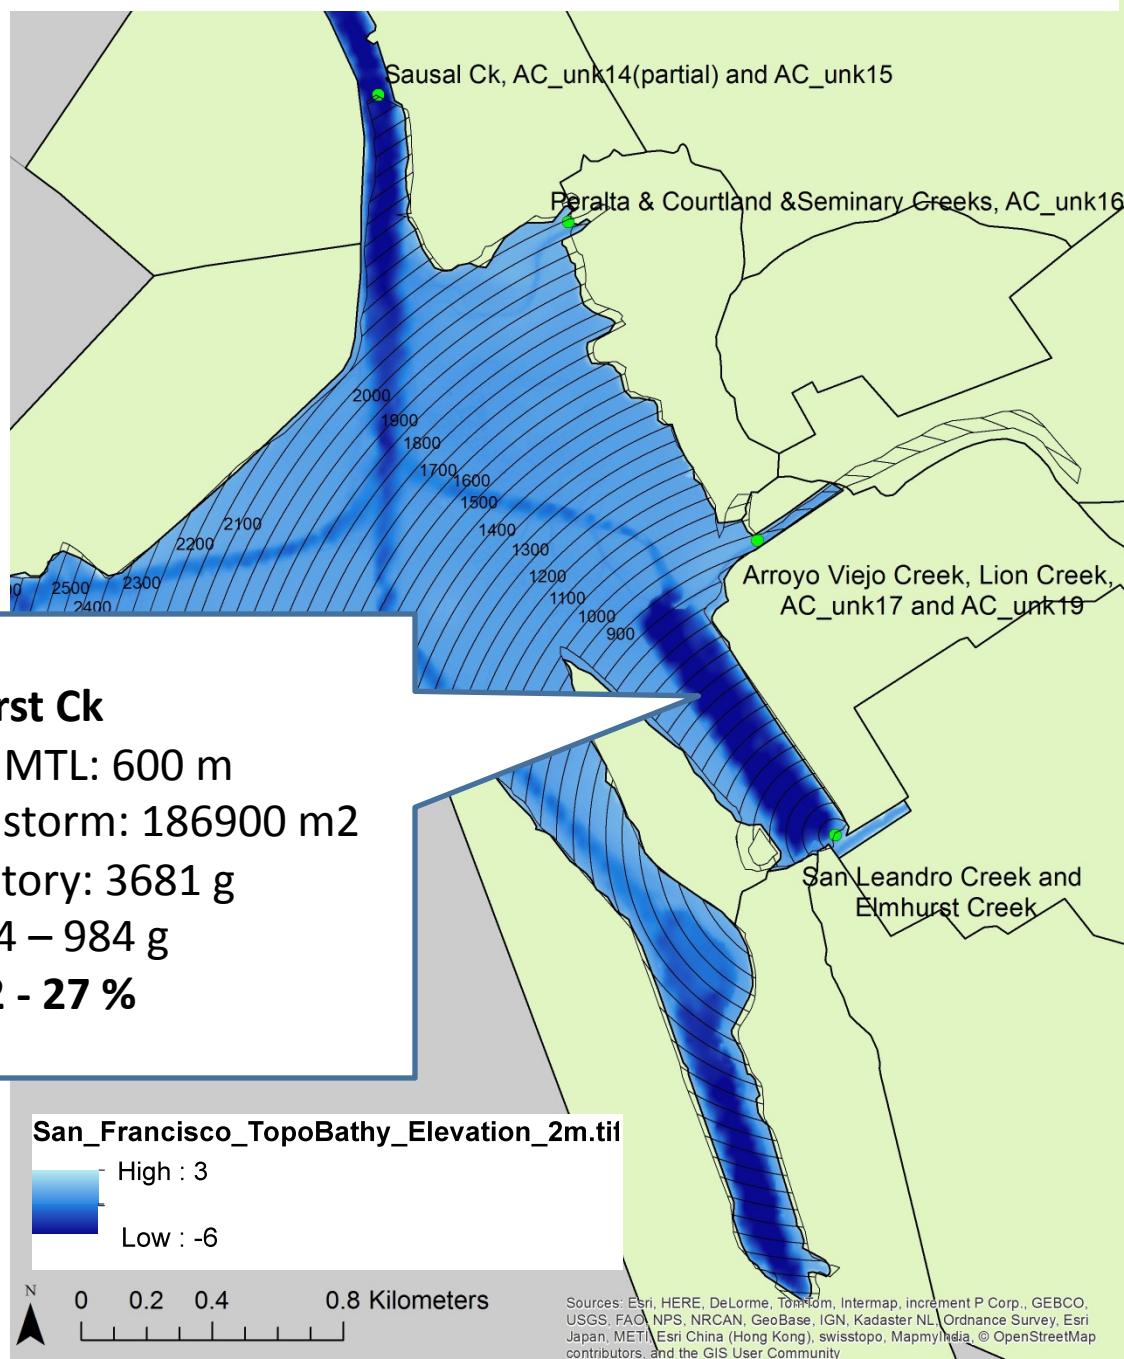 Sausal Ck, AC_unk14(partial) and AC_unk15
Peralta & Courtland &Seminary Creeks, AC_unk16
2000
1900
1800
1700
1600
1500
1400
1300
1200
1100
1000
900
2100
2200
2300
2500
2400
Arroyo Viejo Creek, Lion Creek,
AC_unk17 and AC_unk19
rst Ck
MTL: 600 m
storm: 186900 m2
tory: 3681 g
4 – 984 g
2 - 27 %
San Leandro Creek and
Elmhurst Creek
San_Francisco_TopoBathy_Elevation_2m.tif
High : 3
Low : -6
N
0 0.2 0.4 0.8 Kilometers
Sources: Esri, HERE, DeLorme, TomTom, Intermap, increment P Corp., GEBCO,
USGS, FAO, NPS, NRCAN, GeoBase, IGN, Kadaster NL, Ordnance Survey, Esri
Japan, METI, Esri China (Hong Kong), swisstopo, MapmyIndia, © OpenStreetMap
contributors, and the GIS User Community